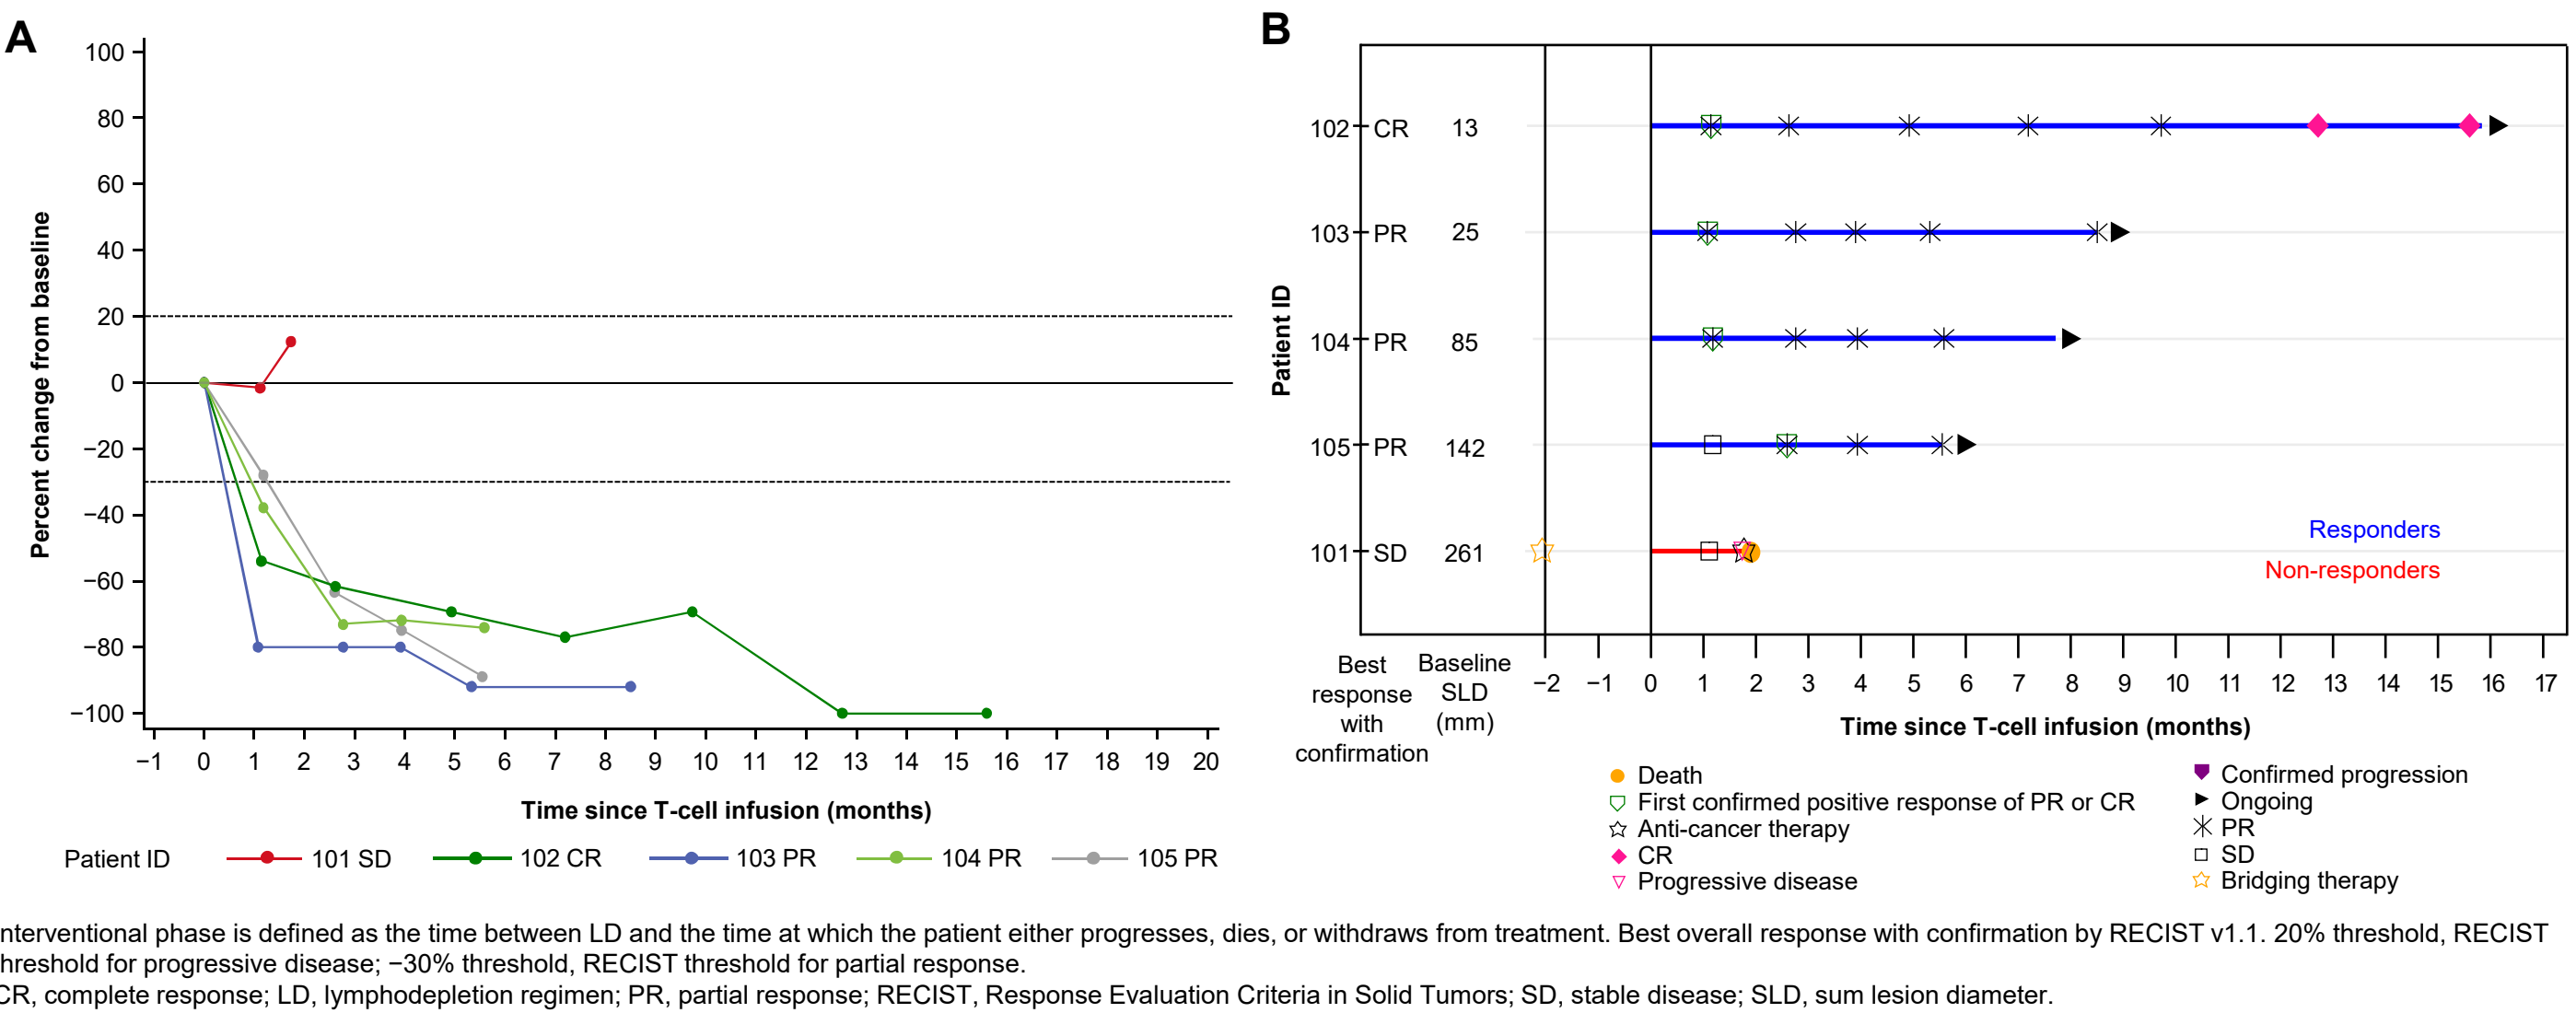 A
100
80
60
40
20
0
−20
−40
−60
−80
−100
Percent change from baseline
−1 0 1 2 3 4 5 6 7 8 9 10 11 12 13 14 15 16 17 18 19 20
Time since T-cell infusion (months)
Patient ID 101 SD 102 CR 103 PR 104 PR 105 PR
B
Patient ID
102 CR 13
103 PR 25
104 PR 85
105 PR 142
101 SD 261
Responders
Non-responders
Best response with confirmation
Baseline SLD (mm)
−2 −1 0 1 2 3 4 5 6 7 8 9 10 11 12 13 14 15 16 17
Time since T-cell infusion (months)
Death
First confirmed positive response of PR or CR
Anti-cancer therapy
CR
Progressive disease
Confirmed progression
Ongoing
PR
SD
Bridging therapy
nterventional phase is defined as the time between LD and the time at which the patient either progresses, dies, or withdraws from treatment. Best overall response with confirmation by RECIST v1.1. 20% threshold, RECIST
hreshold for progressive disease; −30% threshold, RECIST threshold for partial response.
CR, complete response; LD, lymphodepletion regimen; PR, partial response; RECIST, Response Evaluation Criteria in Solid Tumors; SD, stable disease; SLD, sum lesion diameter.